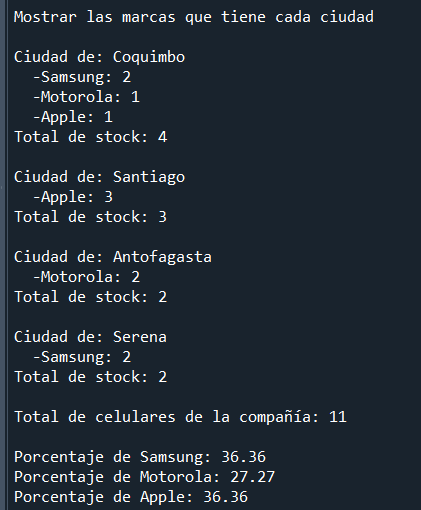 Mostrar las marcas que tiene cada ciudad
Ciudad de: Coquimbo
-Samsung: 2
-Motorola: 1
-Apple: 1
Total de stock: 4
Ciudad de: Santiago
-Apple: 3
Total de stock: 3
Ciudad de: Antofagasta
-Motorola: 2
Total de stock: 2
Ciudad de: Serena
-Samsung: 2
Total de stock: 2
Total de celulares de la compañía: 11
Porcentaje de Samsung: 36.36
Porcentaje de Motorola: 27.27
Porcentaje de Apple: 36.36